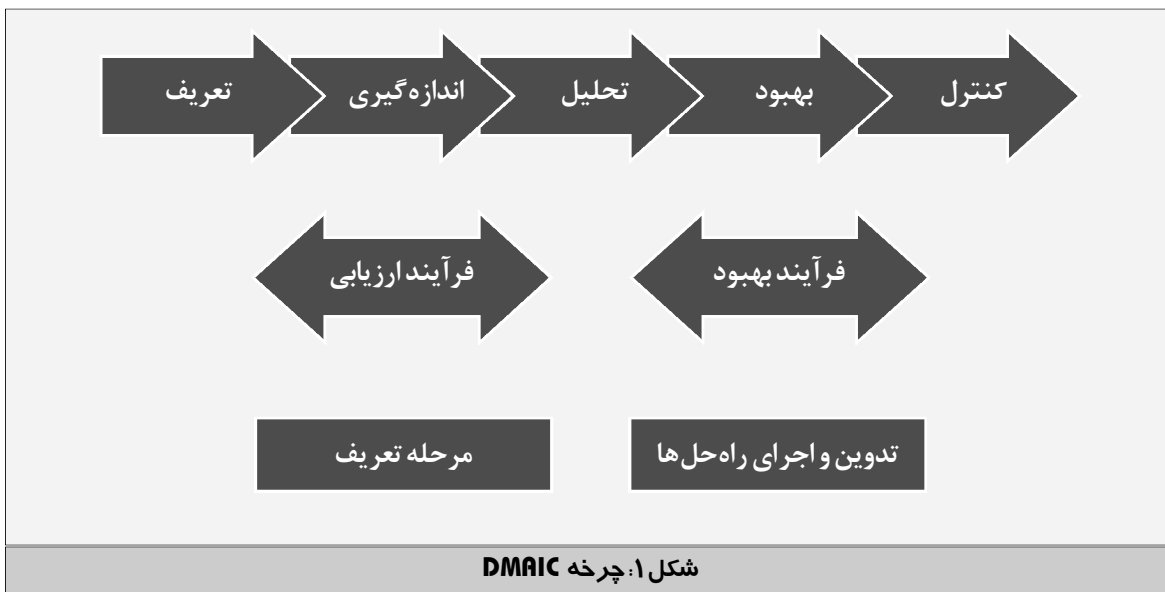 تعریف
اندازه‌گیری
تحلیل
بهبود
کنترل
فرآیند ارزیابی
فرآیند بهبود
مرحله تعریف
تدوین و اجرای راه‌حل‌ها
شکل ۱: چرخه DMAIC